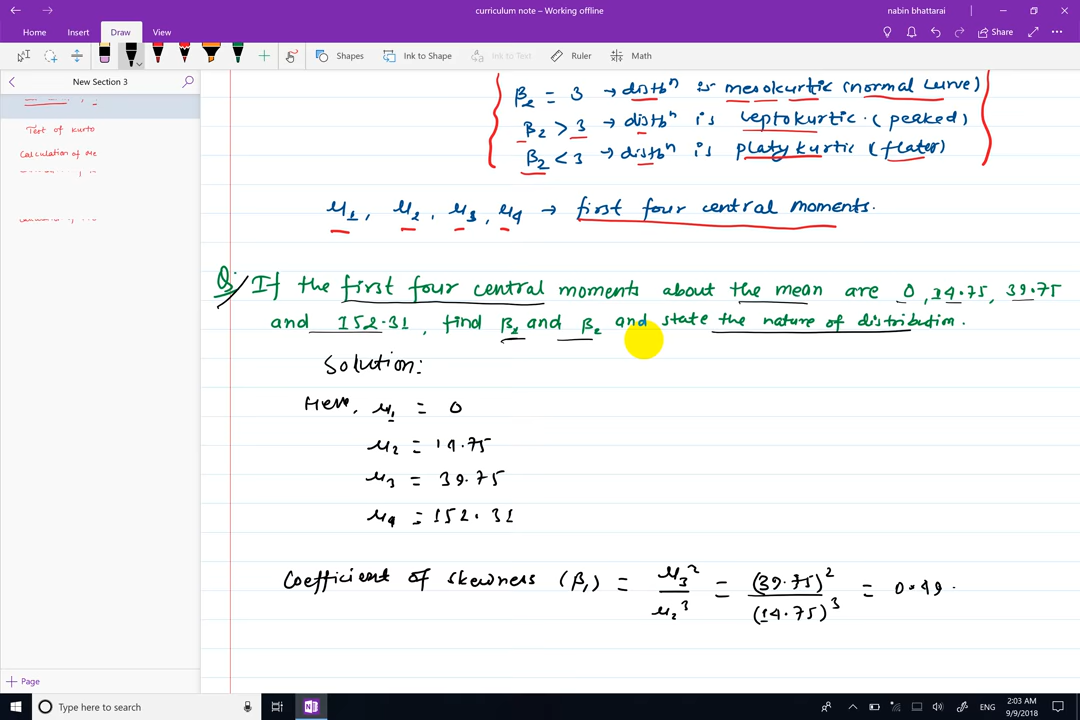 curriculum note – Working offline
nabin bhattarai
Home Insert Draw View
Share
Shapes Ink to Shape Ink to Text Ruler Math
New Section 3
Test of kurto
Calculation of me
β₂ = 3 → distbⁿ is mesokurtic (normal curve)
β₂ > 3 → distbⁿ is leptokurtic. (peaked)
β₂ < 3 → distbⁿ is platykurtic (flater)
μ₁, μ₂, μ₃, μ₄ → first four central moments.
Q. If the first four central moments about the mean are 0, 14.75, 39.75
and 152.31, find β₁ and β₂ and state the nature of distribution.
Solution:
Here, μ₁ = 0
μ₂ = 14.75
μ₃ = 39.75
μ₄ = 152.31
Coefficient of skewness (β₁) = μ₃²/μ₂³ = (39.75)²/(14.75)³ = 0.49.
+ Page
Type here to search
ENG
2:03 AM
9/9/2018